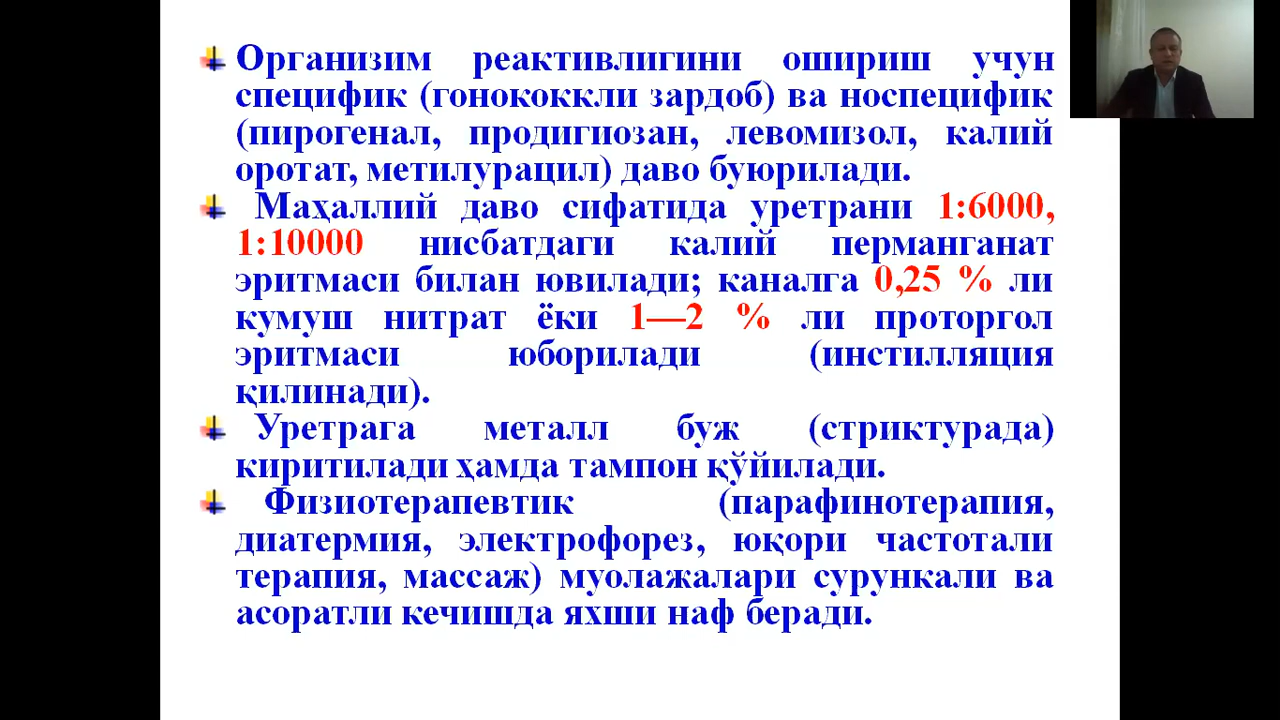 Организим реактивлигини ошириш учун
специфик (гонококкли зардоб) ва носпецифик
(пирогенал, продигиозан, левомизол, калий
оротат, метилурацил) даво буюрилади.
Маҳаллий даво сифатида уретрани 1:6000,
1:10000 нисбатдаги калий перманганат
эритмаси билан ювилади; каналга 0,25 % ли
кумуш нитрат ёки 1—2 % ли проторгол
эритмаси юборилади (инстилляция
қилинади).
Уретрага металл буж (стриктурада)
киритилади ҳамда тампон қўйилади.
Физиотерапевтик (парафинотерапия,
диатермия, электрофорез, юқори частотали
терапия, массаж) муолажалари сурункали ва
асоратли кечишда яхши наф беради.